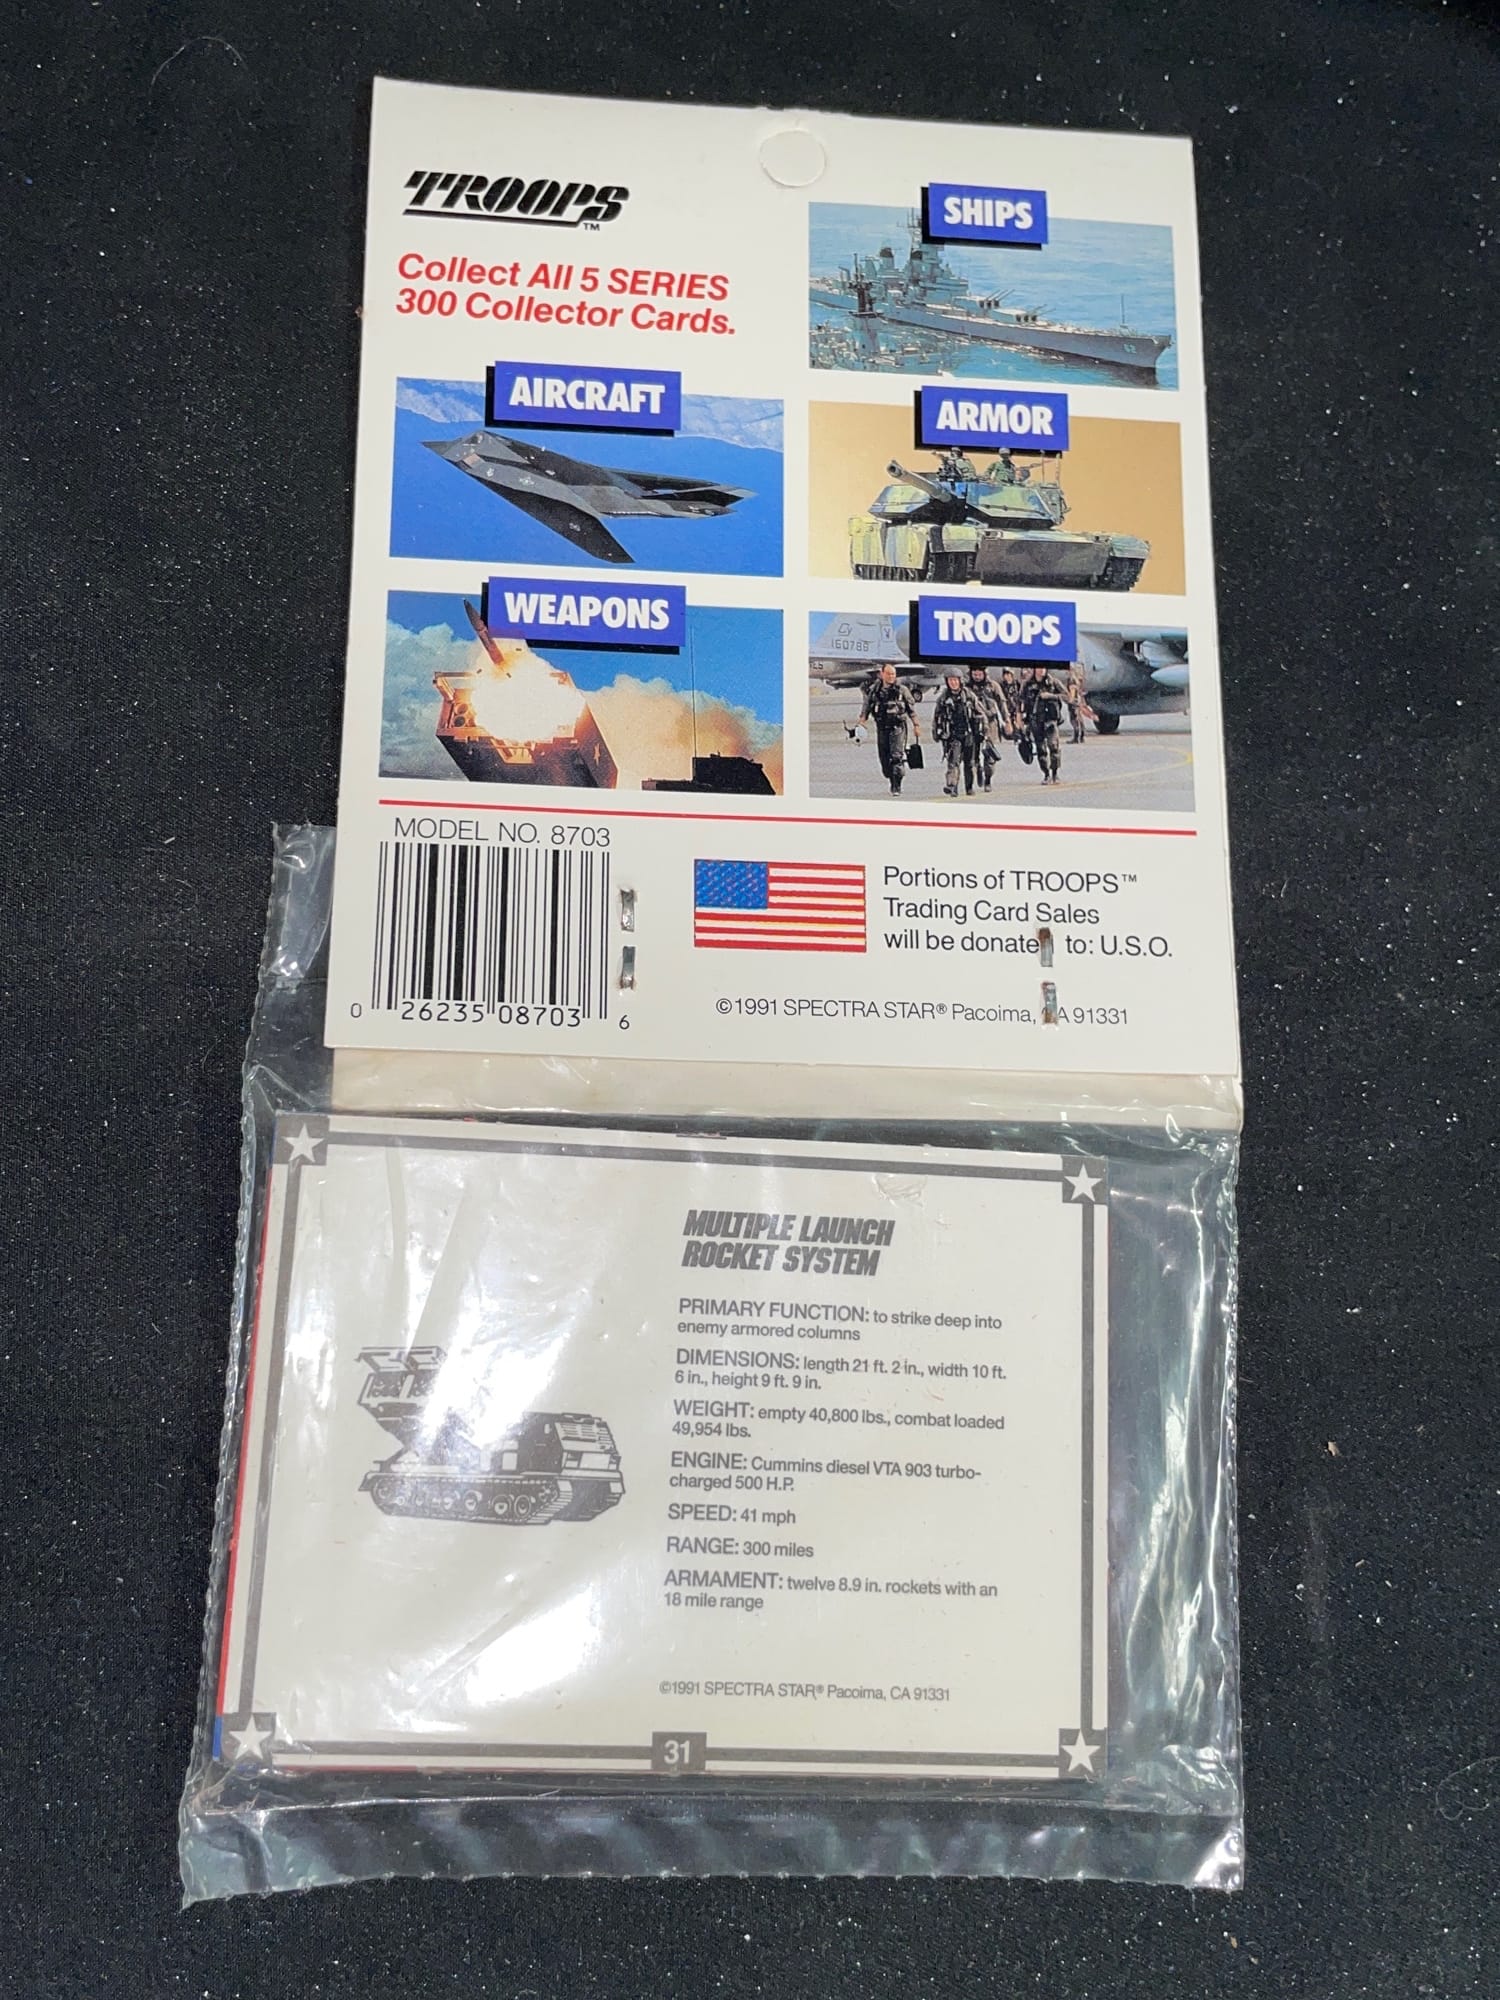 TROOPS™
Collect All 5 SERIES
300 Collector Cards.
SHIPS
62
AIRCRAFT
ARMOR
WEAPONS
TROOPS
Cy
160786
MODEL NO. 8703
0 26235 08703 6
Portions of TROOPS™
Trading Card Sales
will be donate to: U.S.O.
©1991 SPECTRA STAR® Pacoima, A 91331
MULTIPLE LAUNCH
ROCKET SYSTEM
PRIMARY FUNCTION: to strike deep into
enemy armored columns
DIMENSIONS: length 21 ft. 2 in., width 10 ft.
6 in., height 9 ft. 9 in.
WEIGHT: empty 40,800 lbs., combat loaded
49,954 lbs.
ENGINE: Cummins diesel VTA 903 turbo-
charged 500 H.P.
SPEED: 41 mph
RANGE: 300 miles
ARMAMENT: twelve 8.9 in. rockets with an
18 mile range
©1991 SPECTRA STAR® Pacoima, CA 91331
31